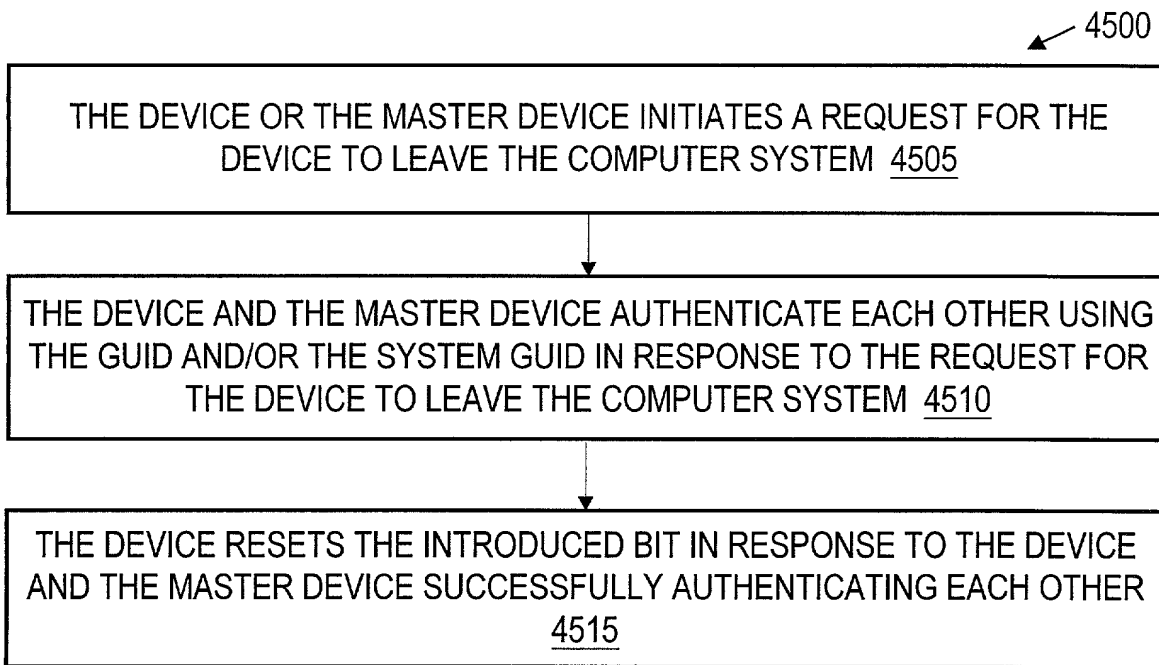 4500
THE DEVICE OR THE MASTER DEVICE INITIATES A REQUEST FOR THE
DEVICE TO LEAVE THE COMPUTER SYSTEM 4505
THE DEVICE AND THE MASTER DEVICE AUTHENTICATE EACH OTHER USING
THE GUID AND/OR THE SYSTEM GUID IN RESPONSE TO THE REQUEST FOR
THE DEVICE TO LEAVE THE COMPUTER SYSTEM 4510
THE DEVICE RESETS THE INTRODUCED BIT IN RESPONSE TO THE DEVICE
AND THE MASTER DEVICE SUCCESSFULLY AUTHENTICATING EACH OTHER
4515